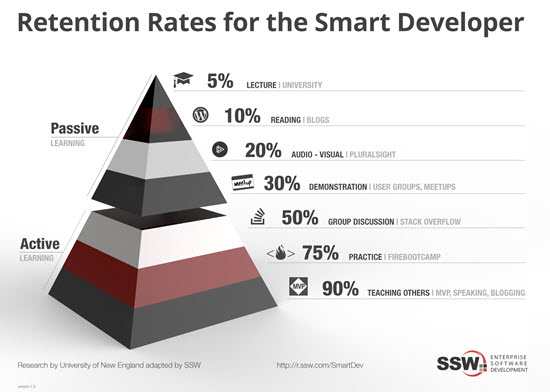 Retention Rates for the Smart Developer
5% LECTURE | UNIVERSITY
10% READING | BLOGS
Passive
LEARNING
20% AUDIO - VISUAL | PLURALSIGHT
Meetup
30% DEMONSTRATION | USER GROUPS, MEETUPS
50% GROUP DISCUSSION | STACK OVERFLOW
Active
LEARNING
75% PRACTICE | FIREBOOTCAMP
MVP
90% TEACHING OTHERS | MVP, SPEAKING, BLOGGING
Research by University of New England adapted by SSW
http://r.ssw.com/SmartDev
SSW ENTERPRISE
SOFTWARE
DEVELOPMENT